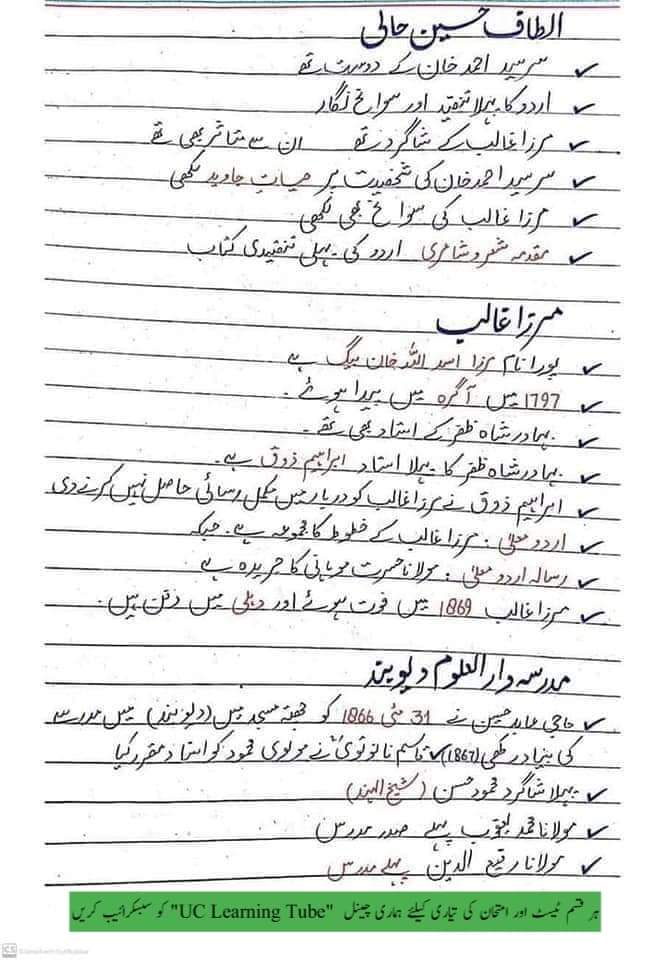 الطاف حسین حالی
✓ سر سید احمد خان کے دوست تھے
✓ اردو کا پہلا تنقید اور سوانح نگار
✓ مرزا غالب کے شاگرد تھے ان سے متاثر بھی تھے
✓ سر سید احمد خان کی شخصیت پر حیات جاوید لکھی
✓ مرزا غالب کی سوانح بھی لکھی
✓ مقدمہ شعر و شاعری اردو کی پہلی تنقیدی کتاب
مرزا غالب
✓ پورا نام مرزا اسد اللہ خان بیگ ہے
✓ 1797 میں آگرہ میں پیدا ہوئے۔
✓ بہادر شاہ ظفر کے استاد بھی تھے۔
✓ بہادر شاہ ظفر کا پہلا استاد ابراہیم ذوق ہے۔
✓ ابراہیم ذوق نے مرزا غالب کو دربار میں مکمل رسائی حاصل نہیں کرنے دی
✓ اردو معلیٰ : مرزا غالب کے خطوط کا مجموعہ ہے۔ جبکہ
✓ رسالہ اردو معلیٰ : مولانا حسرت موہانی کا جریدہ ہے
✓ مرزا غالب 1869 میں فوت ہوئے اور دہلی میں دفن ہیں۔
مدرسہ دار العلوم دیوبند
✓ حاجی عابد حسین نے 31 مئی 1866 کو چھتہ مسجد میں (دیوبند) میں مدرسے
کی بنیاد رکھی (1867) ✓ قاسم نانوتوی نے مولوی محمود کو استاد مقرر کیا
✓ پہلا شاگرد محمود حسن (شیخ الہند)
✓ مولانا محمد یعقوب پہلے صدر مدرس
✓ مولانا رفیع الدین پہلے مدرس
ہر قسم ٹیسٹ اور امتحان کی تیاری کیلئے ہماری چینل "UC Learning Tube" کو سبسکرائیب کریں
CS